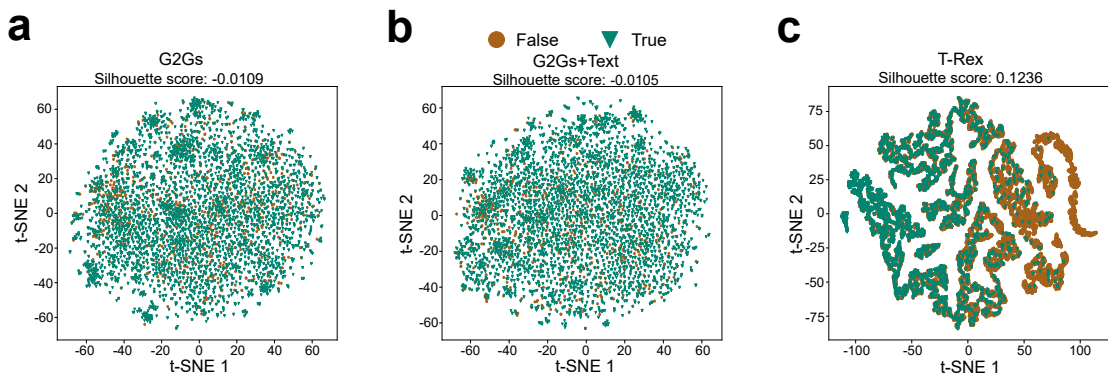 a
G2Gs
Silhouette score: -0.0109
60
40
20
0
-20
-40
-60
t-SNE 2
-60 -40 -20 0 20 40 60
t-SNE 1
b
False True
G2Gs+Text
Silhouette score: -0.0105
60
40
20
0
-20
-40
-60
t-SNE 2
-60 -40 -20 0 20 40 60
t-SNE 1
c
T-Rex
Silhouette score: 0.1236
75
50
25
0
-25
-50
-75
t-SNE 2
-100 -50 0 50 100
t-SNE 1